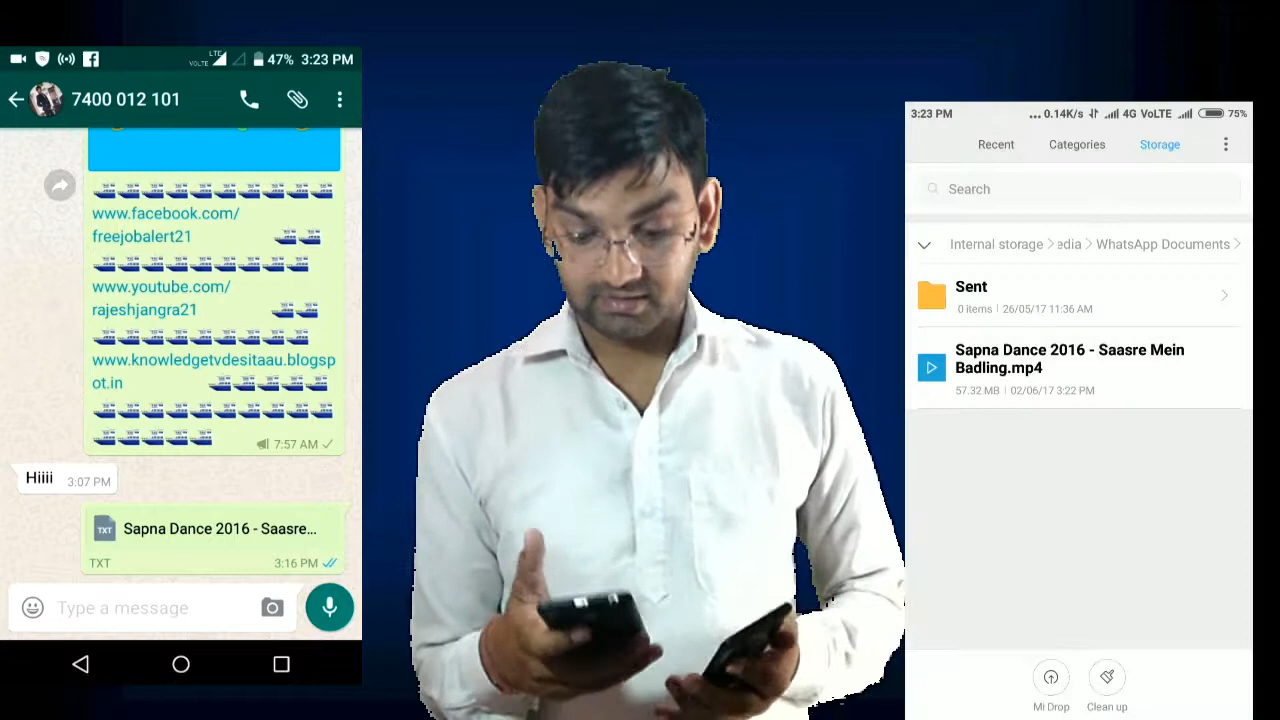 LTE
VOLTE
47% 3:23 PM
7400 012 101
www.facebook.com/
freejobalert21
www.youtube.com/
rajeshjangra21
www.knowledgetvdesitaau.blogsp
ot.in
7:57 AM
Hiiii 3:07 PM
TXT Sapna Dance 2016 - Saasre...
TXT 3:16 PM
Type a message
3:23 PM ... 0.14K/s 4G VoLTE 75%
Recent Categories Storage
Search
Internal storage edia WhatsApp Documents
Sent
0 items 26/05/17 11:36 AM
Sapna Dance 2016 - Saasre Mein
Badling.mp4
57.32 MB 02/06/17 3:22 PM
Mi Drop Clean up